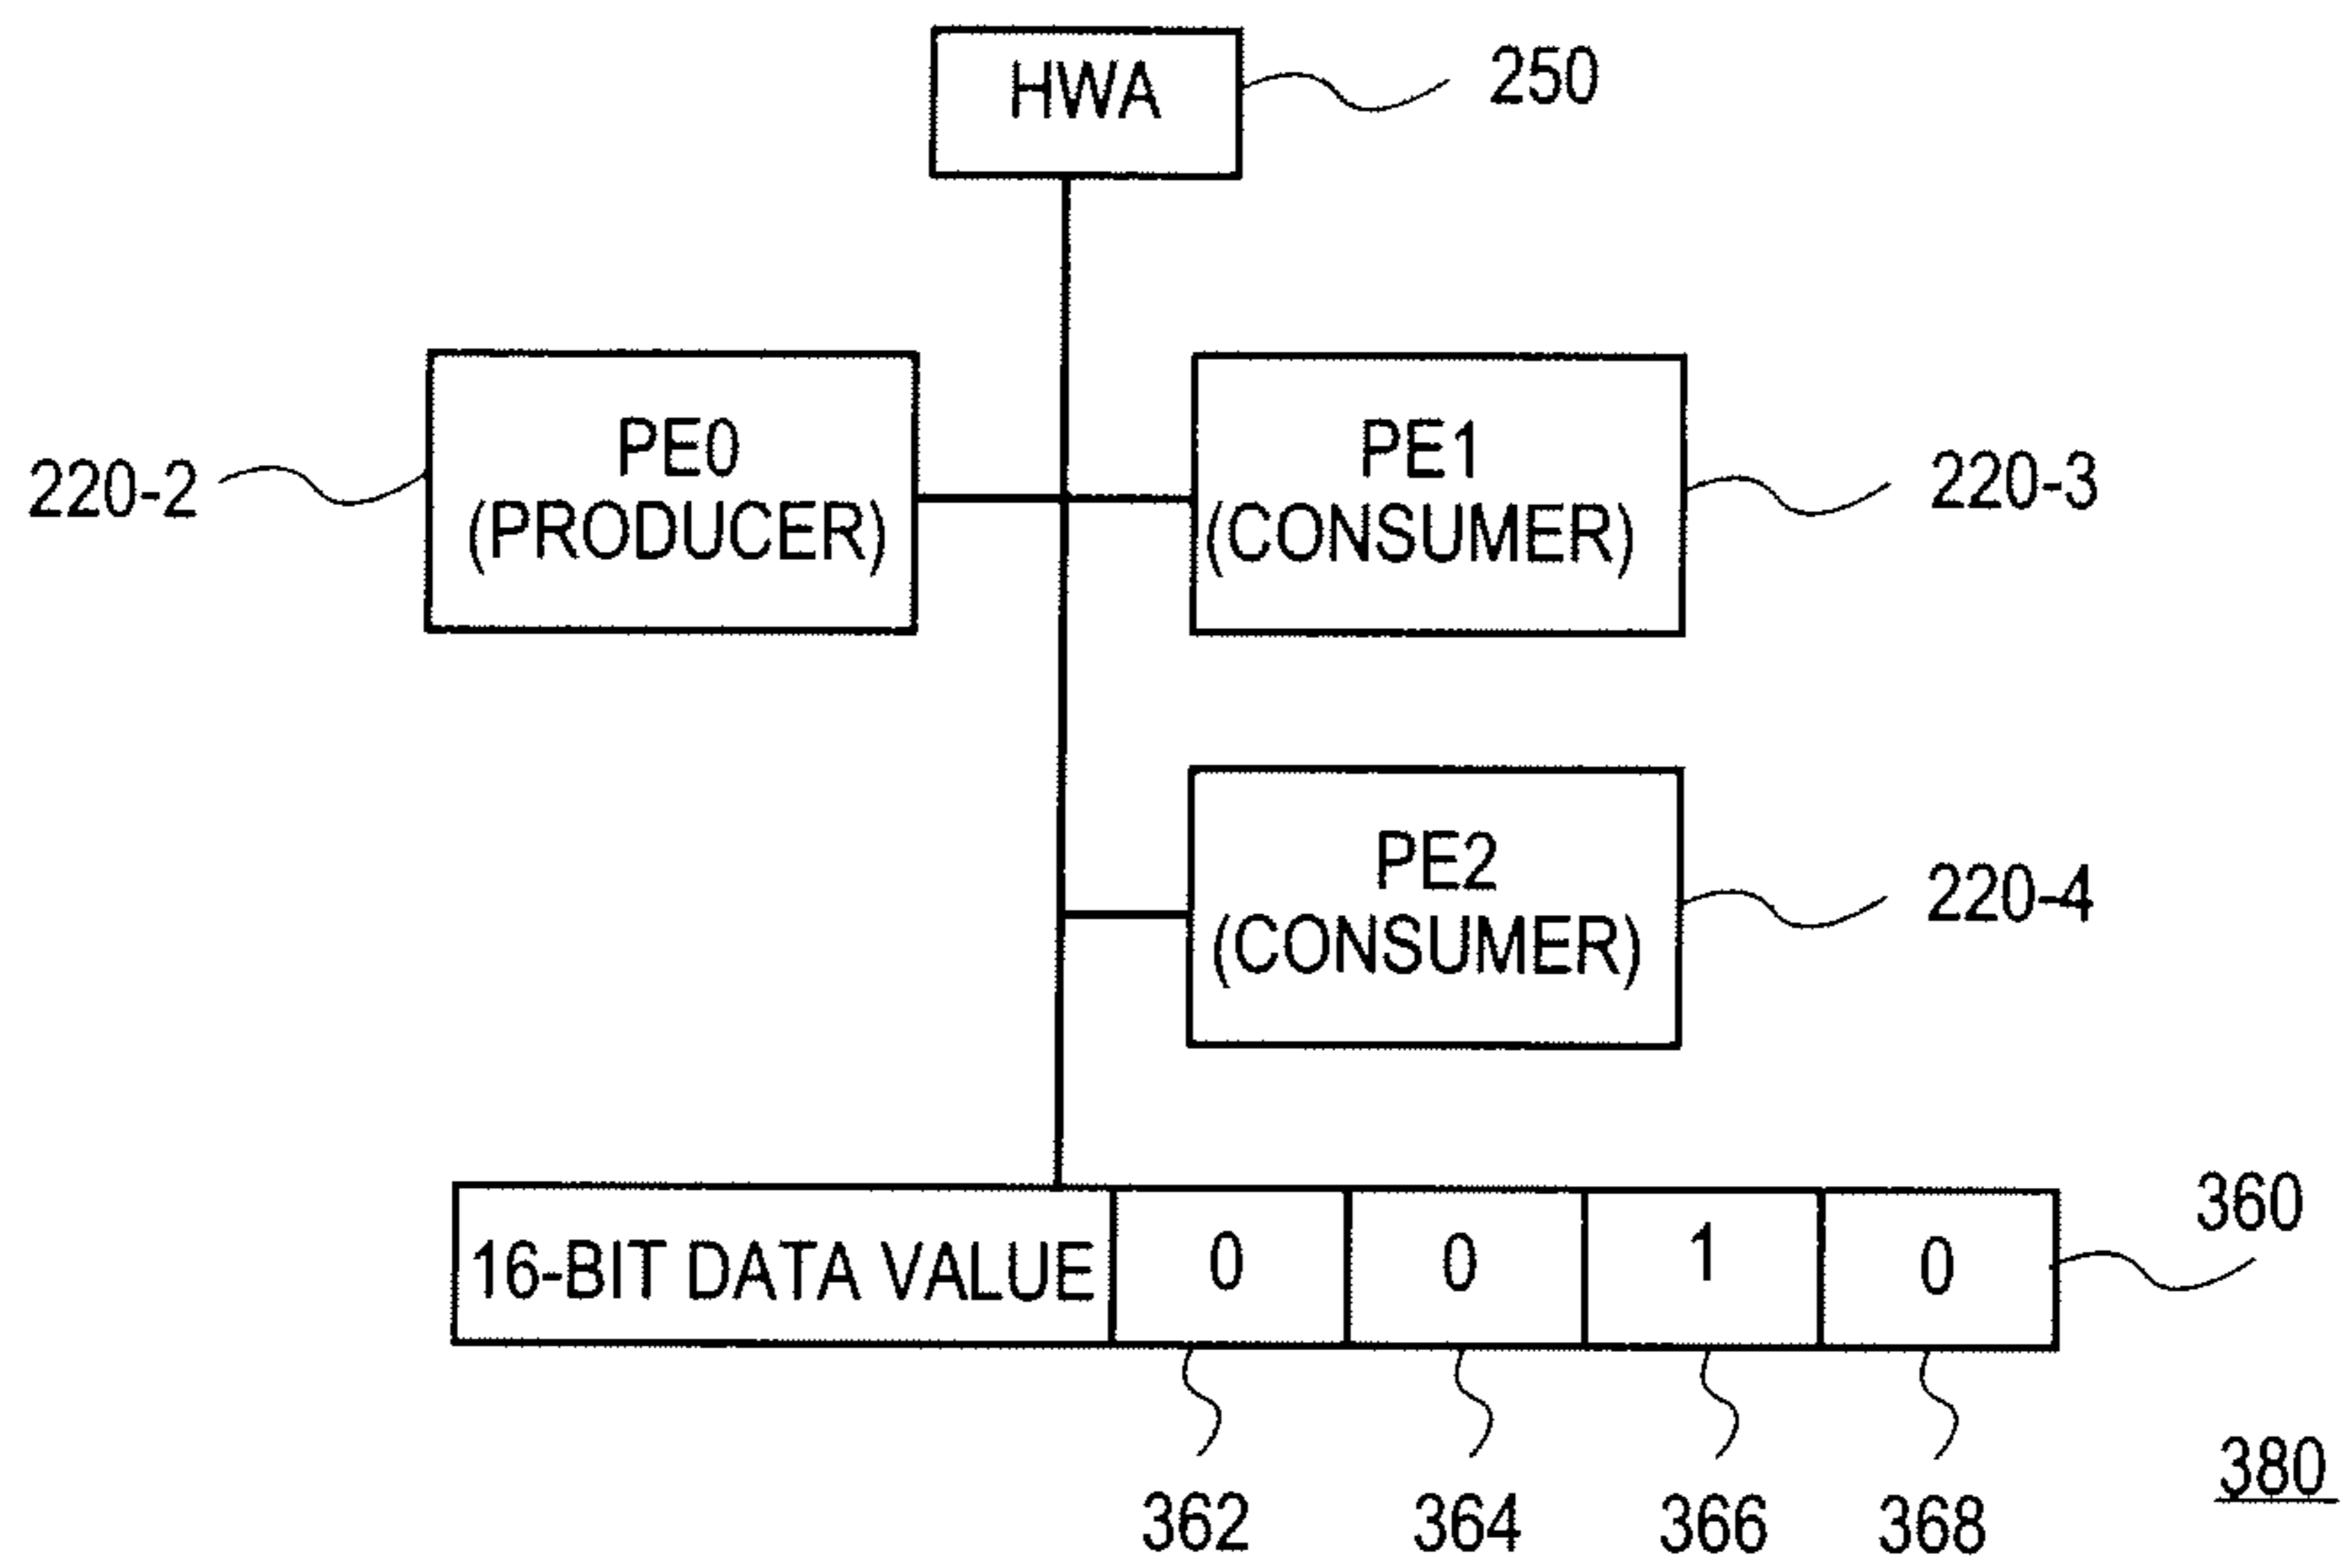 HWA
250
PE0
(PRODUCER)
220-2
PE1
(CONSUMER)
220-3
PE2
(CONSUMER)
220-4
16-BIT DATA VALUE 0 0 1 0
360
362 364 366 368
380